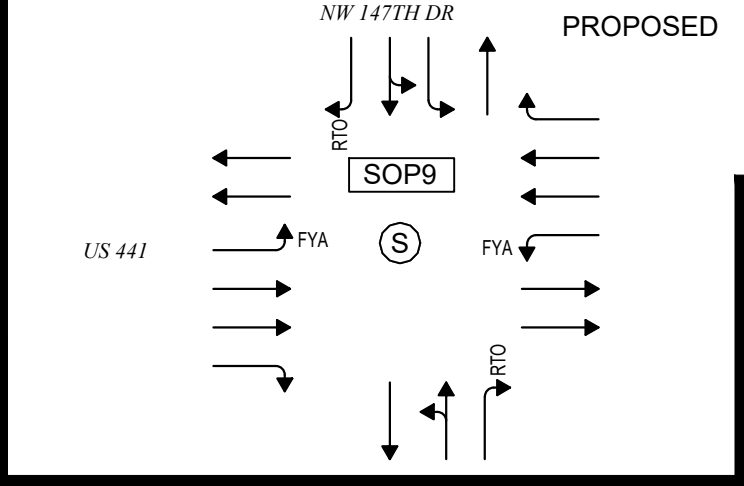 NW 147TH DR
PROPOSED
RTO
SOP9
US 441
FYA
S
FYA
RTO